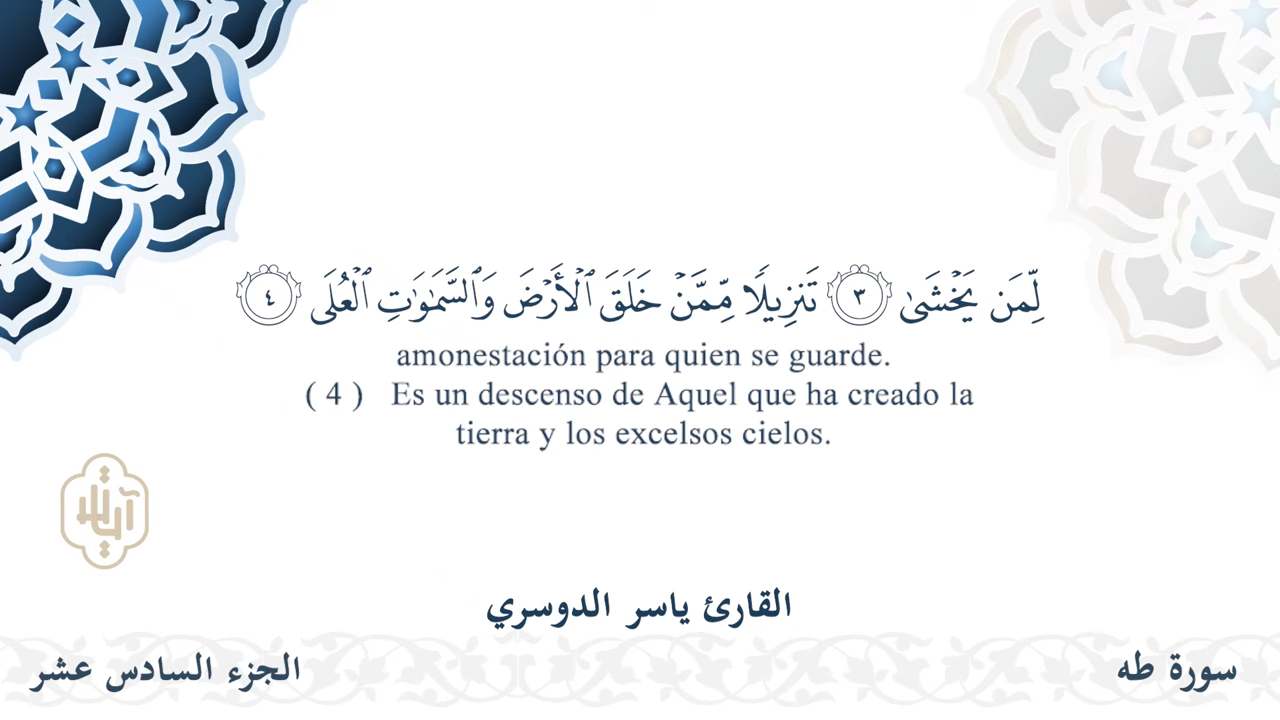 لِّمَن يَخْشَىٰ ٣ تَنزِيلًا مِّمَّنْ خَلَقَ ٱلْأَرْضَ وَٱلسَّمَٰوَٰتِ ٱلْعُلَى ٤
amonestación para quien se guarde.
( 4 ) Es un descenso de Aquel que ha creado la
tierra y los excelsos cielos.
آيات
القارئ ياسر الدوسري
سورة طه
الجزء السادس عشر